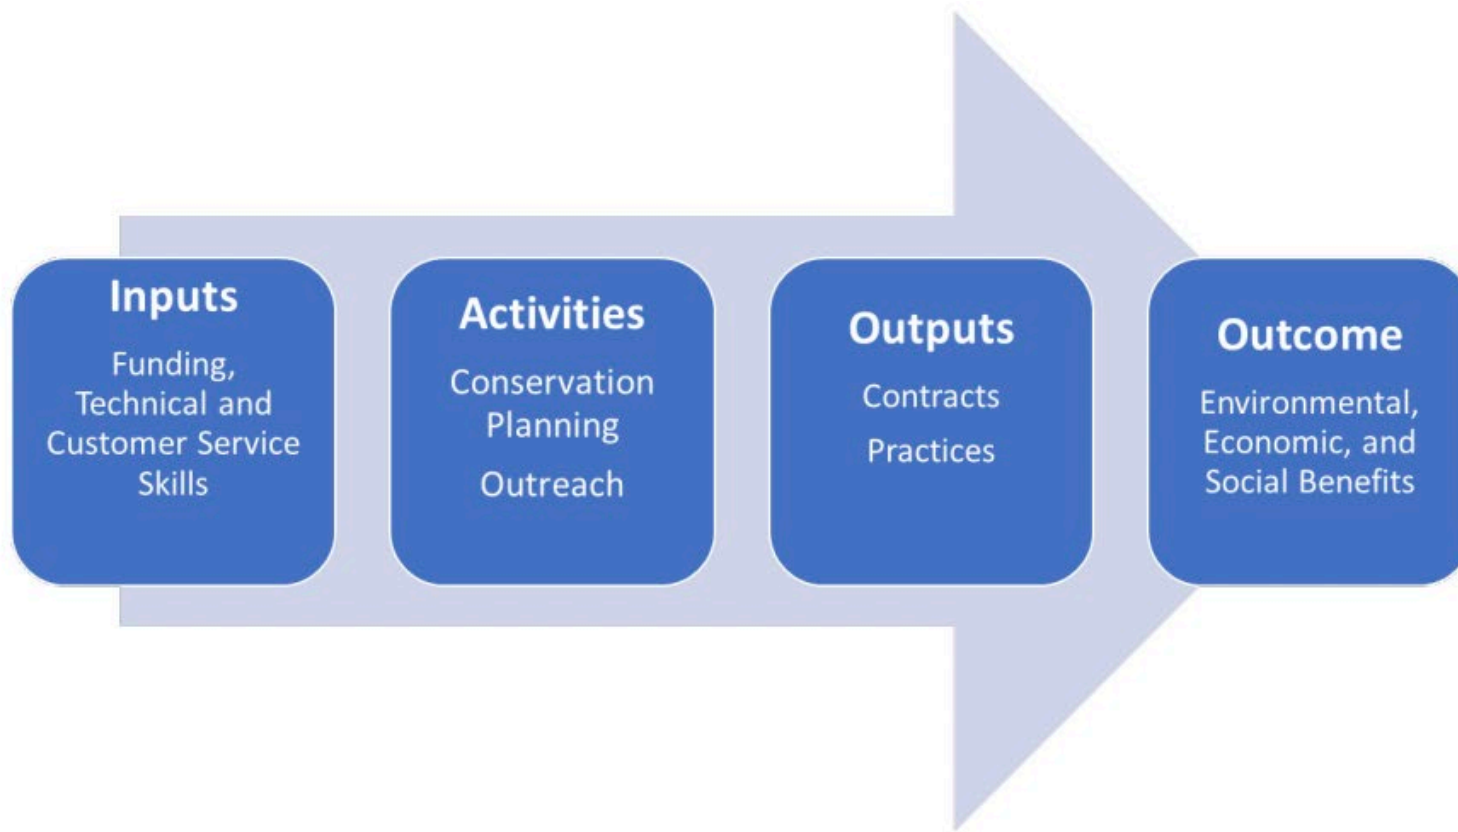 Inputs
Funding,
Technical and
Customer Service
Skills
Activities
Conservation
Planning
Outreach
Outputs
Contracts
Practices
Outcome
Environmental,
Economic, and
Social Benefits